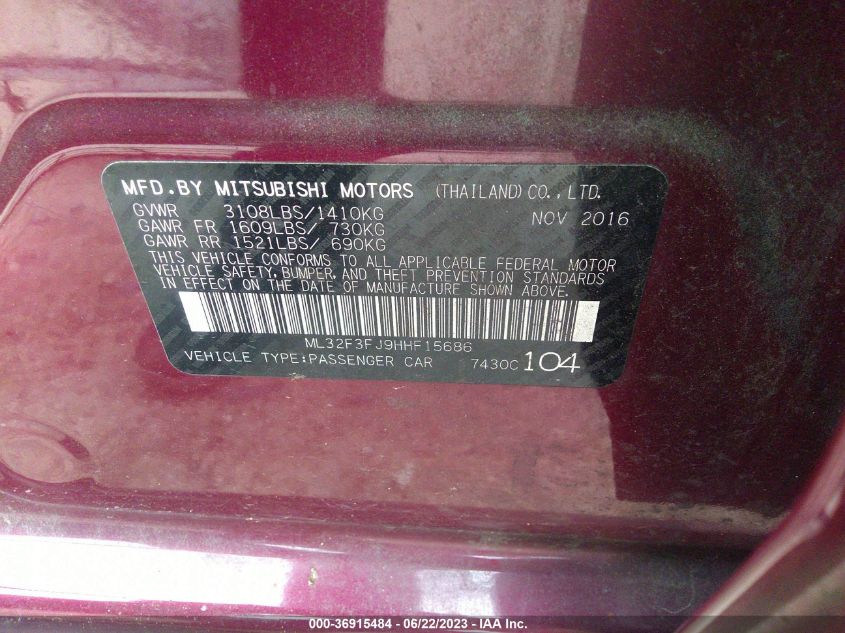 MFD.BY MITSUBISHI MOTORS (THAILAND) CO., LTD.
GVWR 3108LBS/1410KG NOV 2016
GAWR FR 1609LBS/ 730KG
GAWR RR 1521LBS/ 690KG
THIS VEHICLE CONFORMS TO ALL APPLICABLE FEDERAL MOTOR
VEHICLE SAFETY, BUMPER, AND THEFT PREVENTION STANDARDS
IN EFFECT ON THE DATE OF MANUFACTURE SHOWN ABOVE.
ML32F3FJ9HHF15686
VEHICLE TYPE:PASSENGER CAR 7430C 104
000-36915484 - 06/22/2023 - IAA Inc.